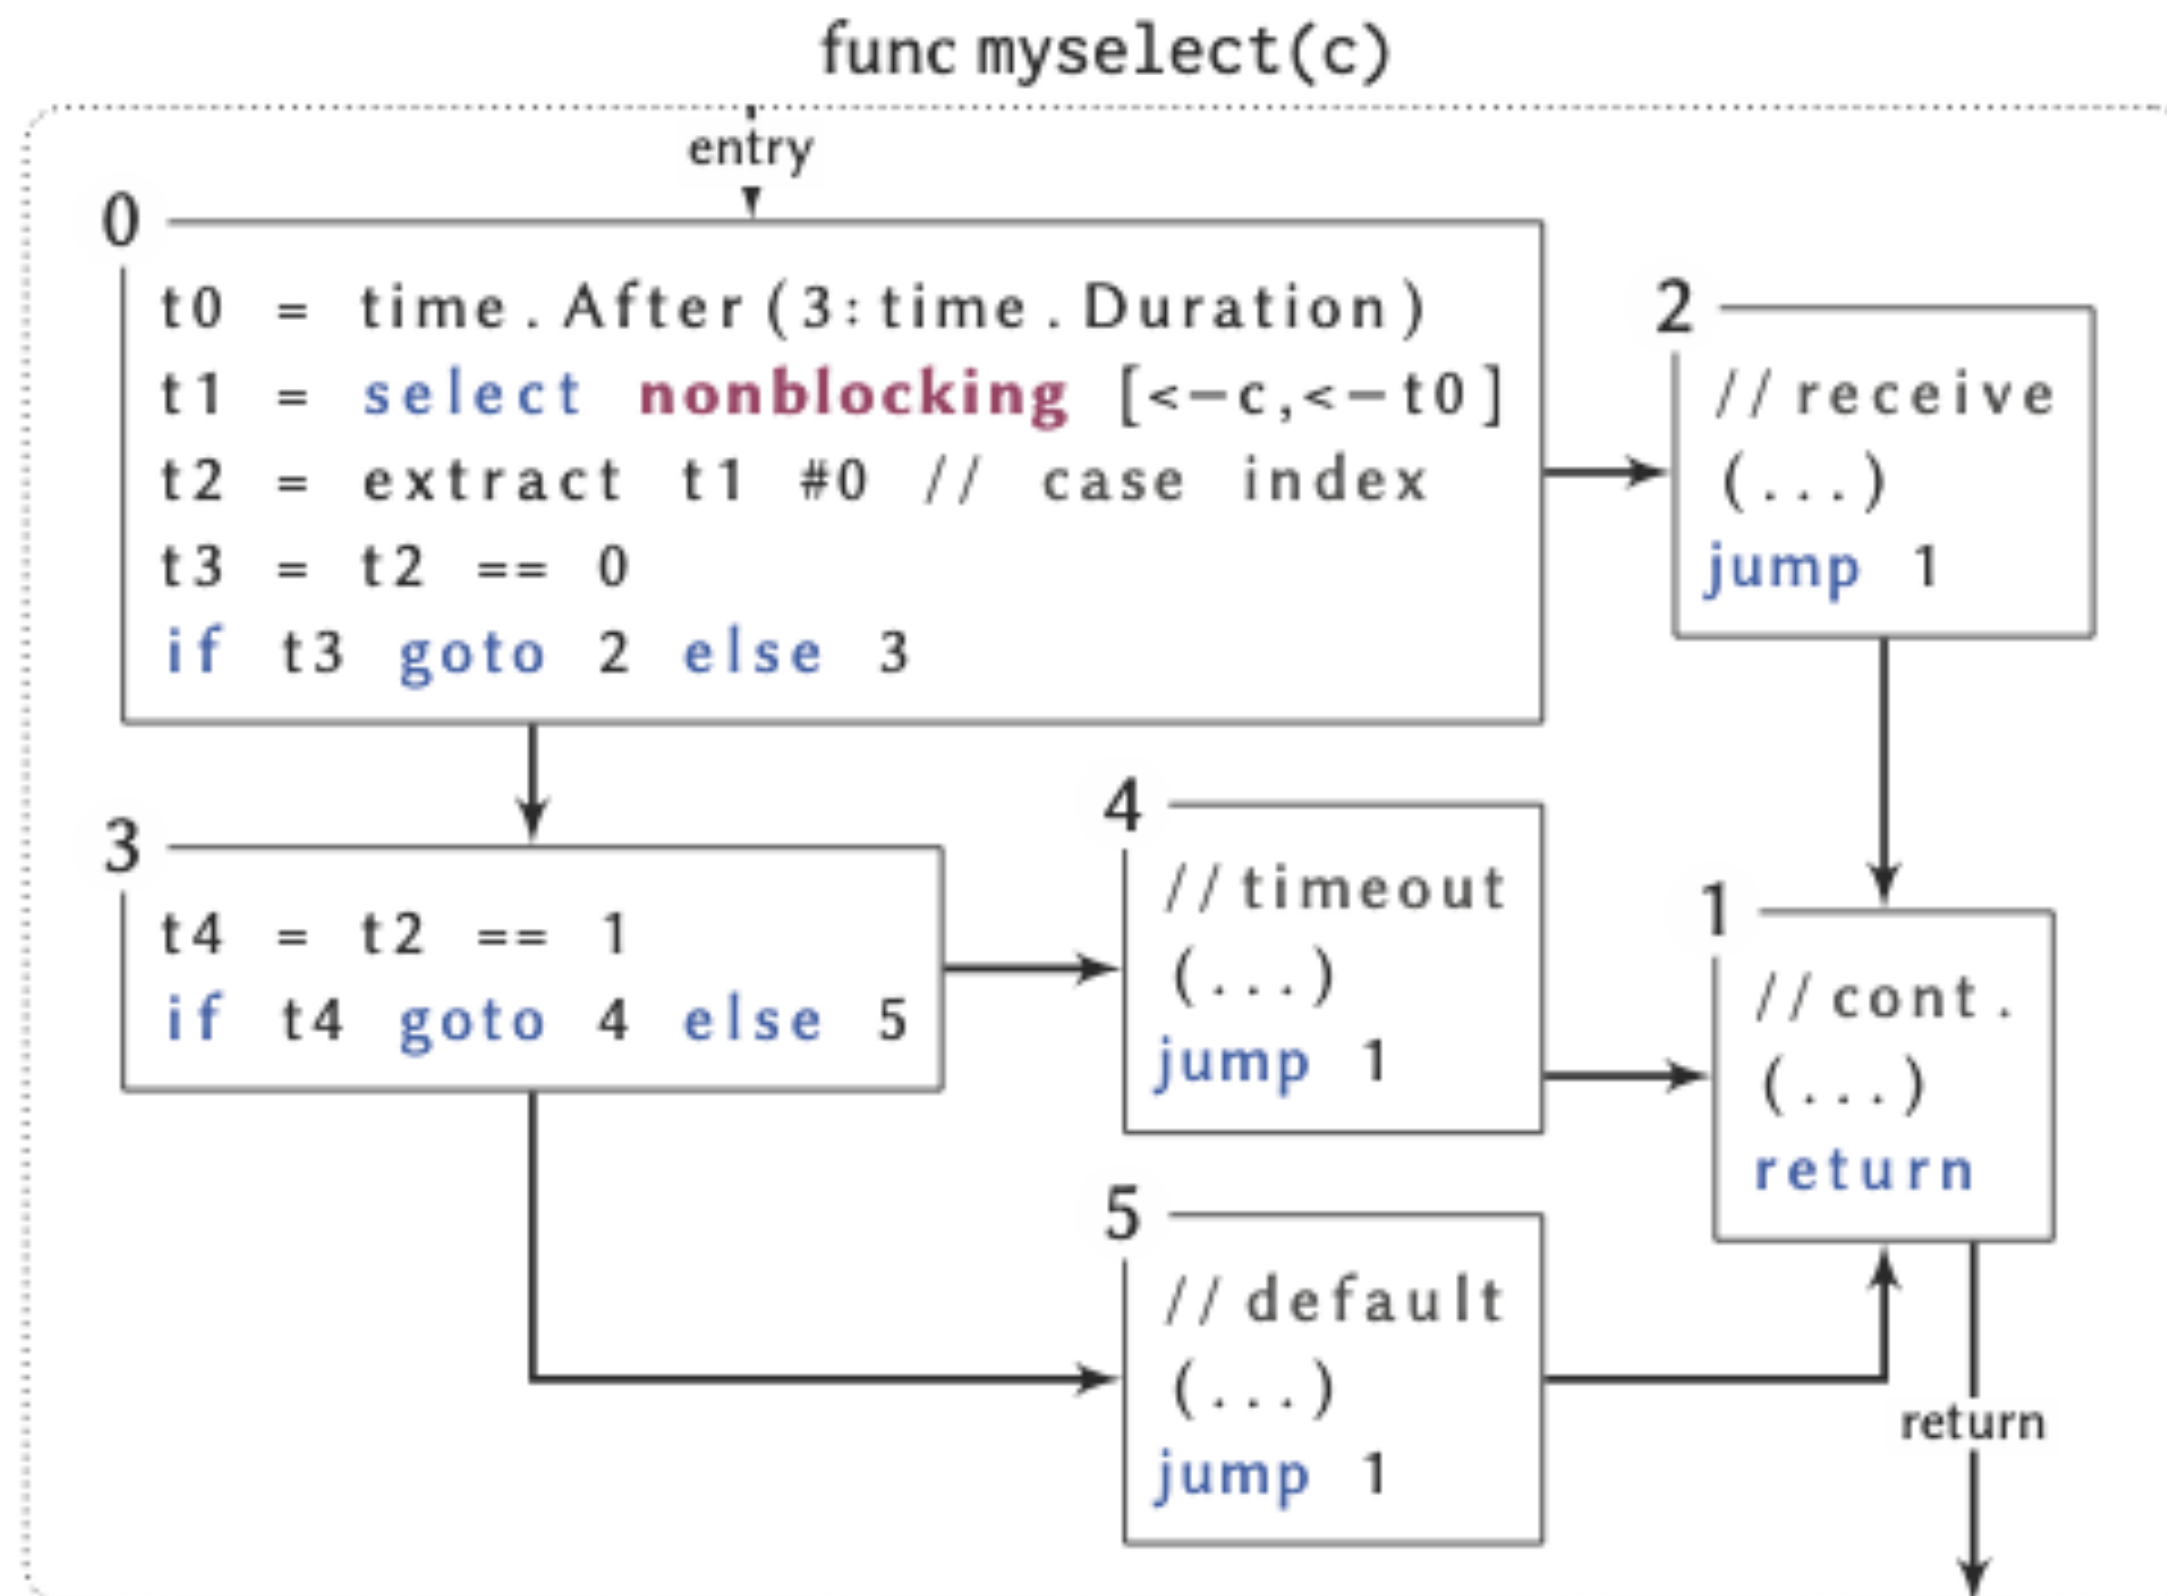 func myselect(c)
entry
0
t0 = time.After(3:time.Duration)
t1 = select nonblocking [<-c,<-t0]
t2 = extract t1 #0 // case index
t3 = t2 == 0
if t3 goto 2 else 3
2
//receive
(...)
jump 1
3
t4 = t2 == 1
if t4 goto 4 else 5
4
//timeout
(...)
jump 1
1
//cont.
(...)
return
5
//default
(...)
jump 1
return